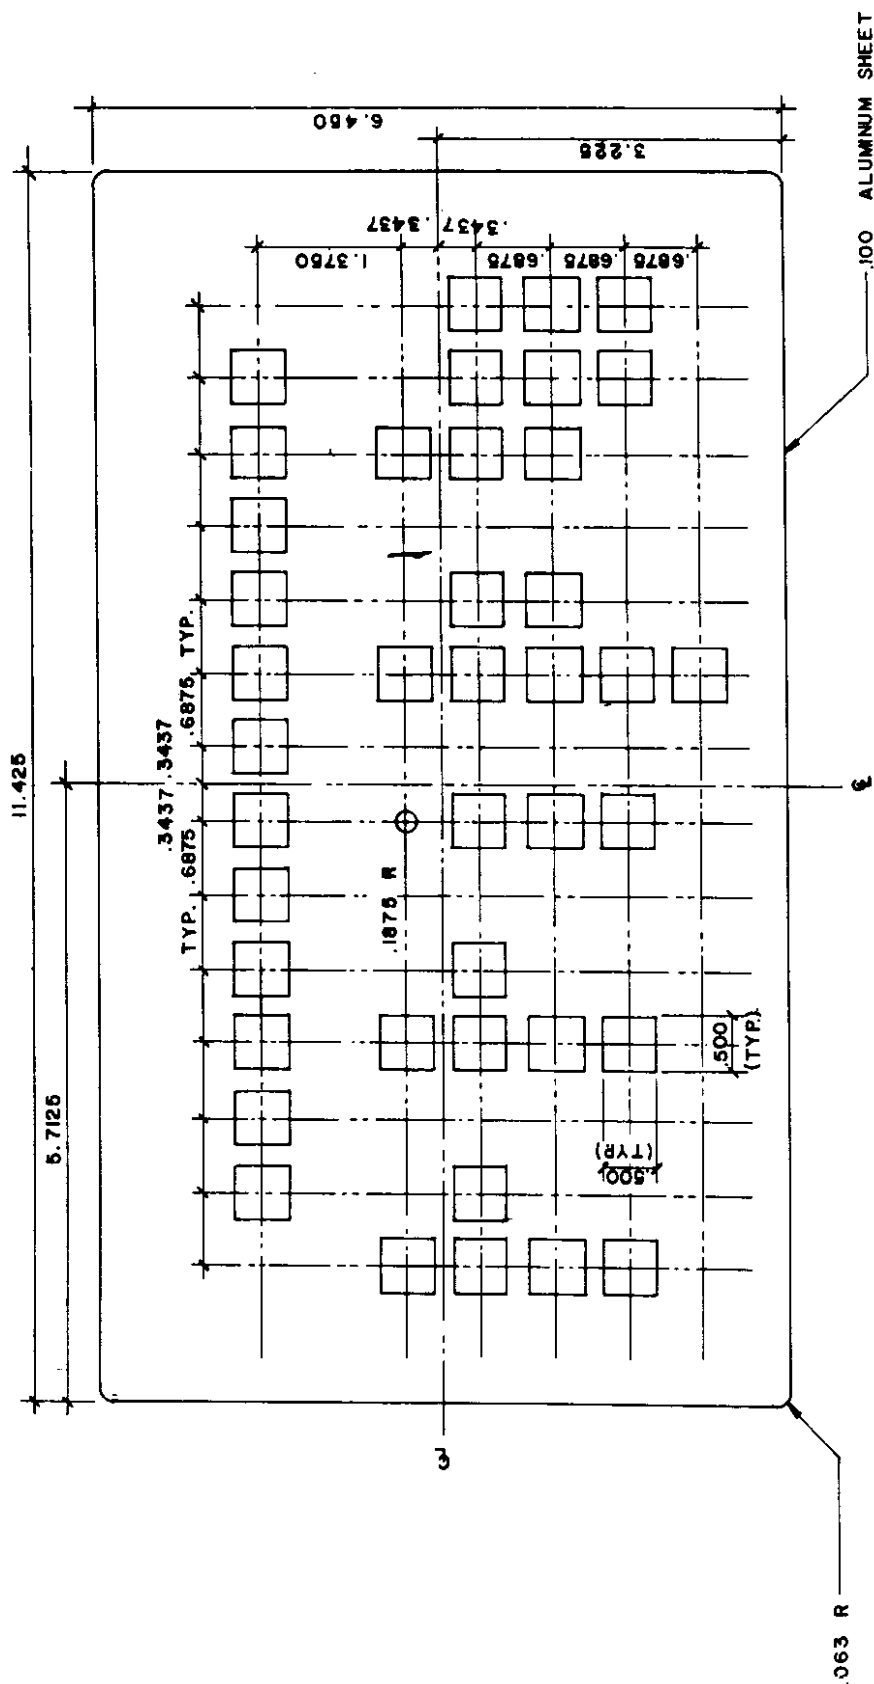 6.450
3.225
11.425
5.7125
.3437 .3437
1.3750
.6875 .6875 .6875
.6875 TYP.
.3437 .3437
TYP. .6875
.1875 R
.500
(TYP.)
.500
(TYP.)
℄
℄
.100 ALUMINUM SHEET
.063 R